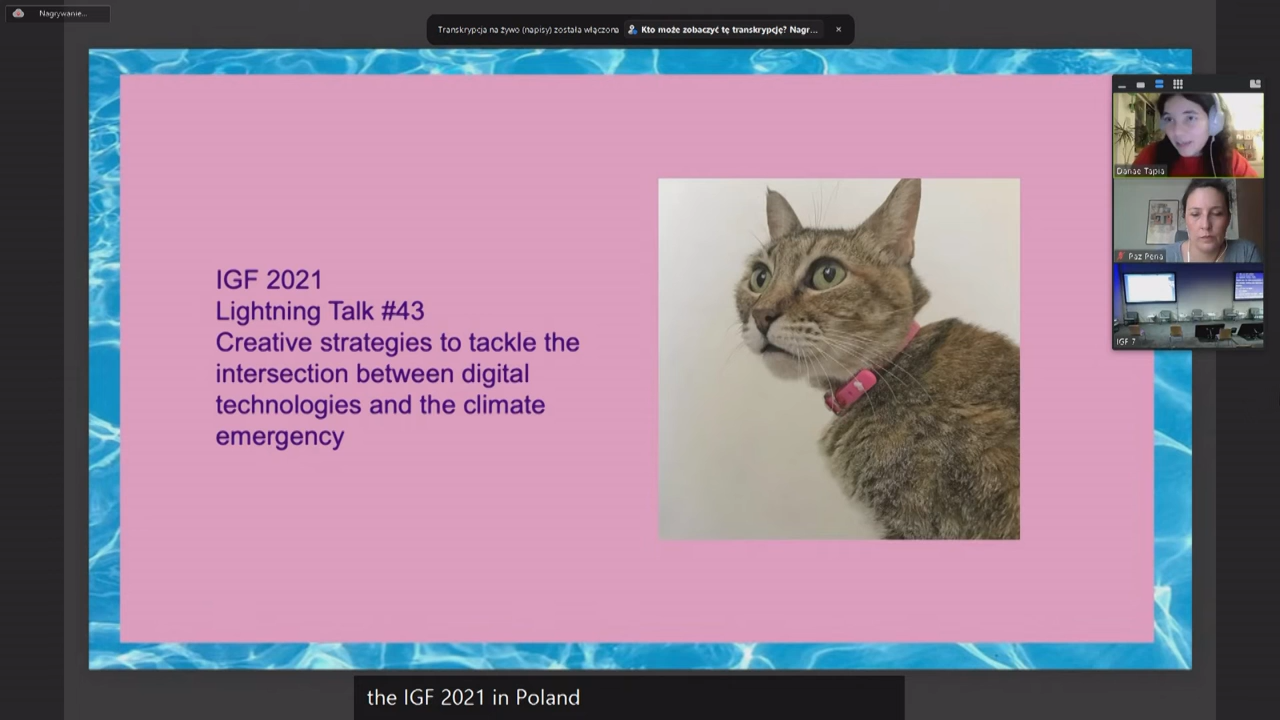 Nagrywanie...
Transkrypcja na żywo (napisy) została włączona
Kto może zobaczyć tę transkrypcję? Nagr...
IGF 2021
Lightning Talk #43
Creative strategies to tackle the
intersection between digital
technologies and the climate
emergency
Danae Tapia
Paz Pena
IGF 7
the IGF 2021 in Poland